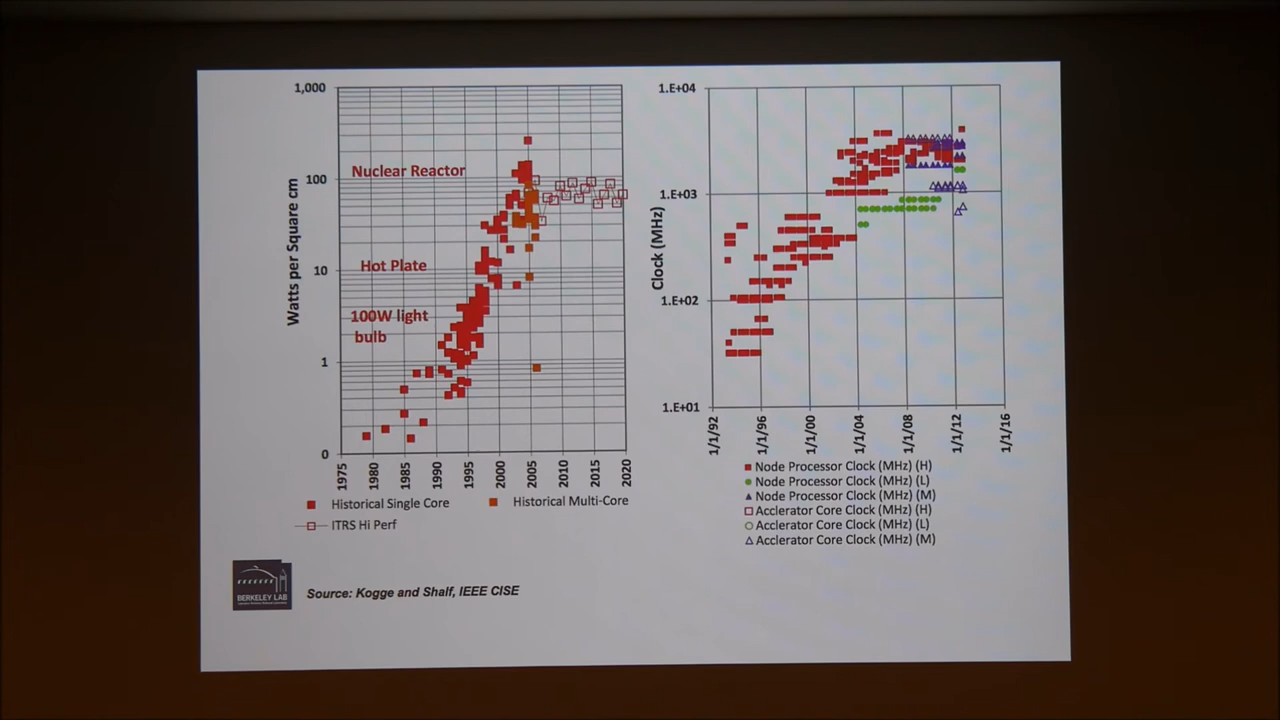 1,000
100
10
1
0
Watts per Square cm
Nuclear Reactor
Hot Plate
100W light
bulb
1975
1980
1985
1990
1995
2000
2005
2010
2015
2020
Historical Single Core
Historical Multi-Core
ITRS Hi Perf
1.E+04
1.E+03
1.E+02
1.E+01
Clock (MHz)
1/1/92
1/1/96
1/1/00
1/1/04
1/1/08
1/1/12
1/1/16
Node Processor Clock (MHz) (H)
Node Processor Clock (MHz) (L)
Node Processor Clock (MHz) (M)
Acclerator Core Clock (MHz) (H)
Acclerator Core Clock (MHz) (L)
Acclerator Core Clock (MHz) (M)
BERKELEY LAB
Source: Kogge and Shalf, IEEE CISE